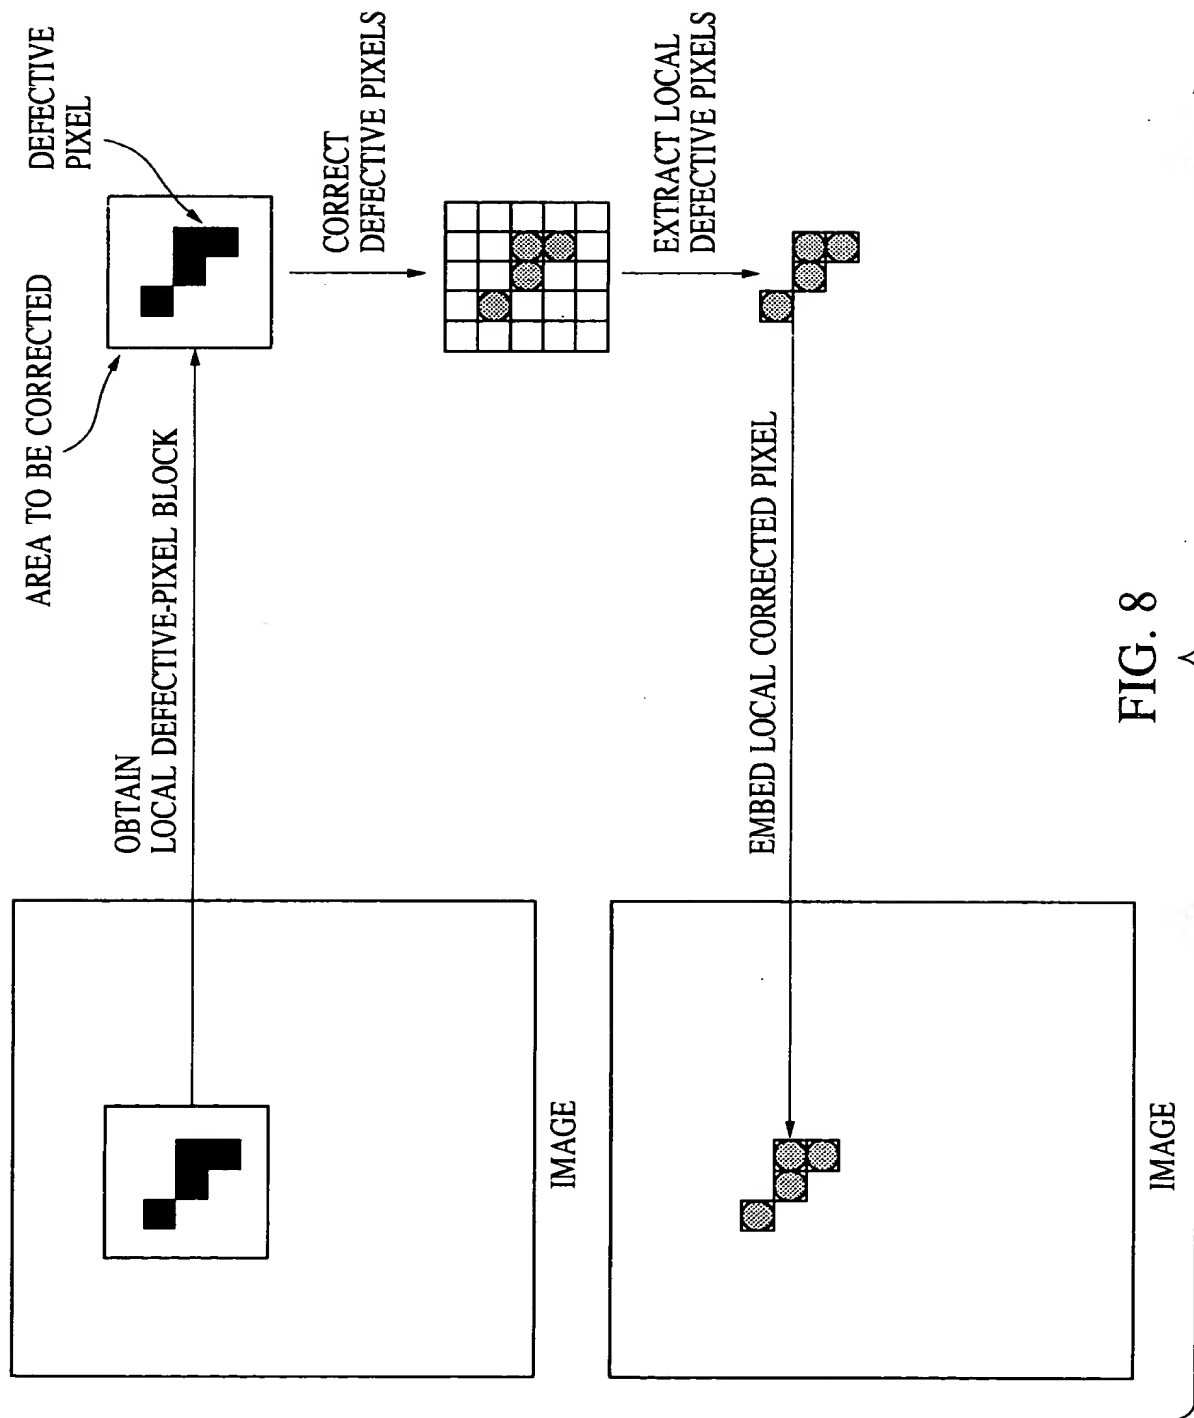 AREA TO BE CORRECTED
DEFECTIVE
PIXEL
OBTAIN
LOCAL DEFECTIVE-PIXEL BLOCK
CORRECT
DEFECTIVE PIXELS
IMAGE
EXTRACT LOCAL
DEFECTIVE PIXELS
EMBED LOCAL CORRECTED PIXEL
IMAGE
FIG. 8